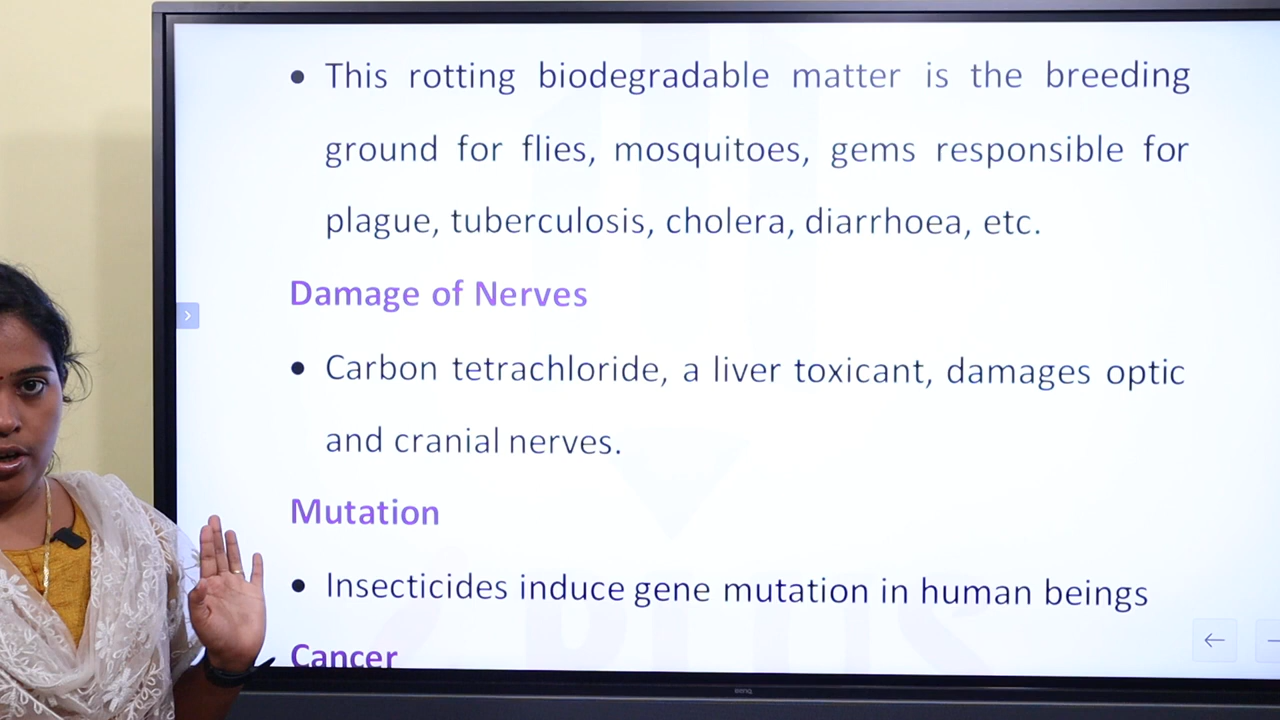 • This rotting biodegradable matter is the breeding
ground for flies, mosquitoes, gems responsible for
plague, tuberculosis, cholera, diarrhoea, etc.
Damage of Nerves
• Carbon tetrachloride, a liver toxicant, damages optic
and cranial nerves.
Mutation
• Insecticides induce gene mutation in human beings
Cancer
BenQ